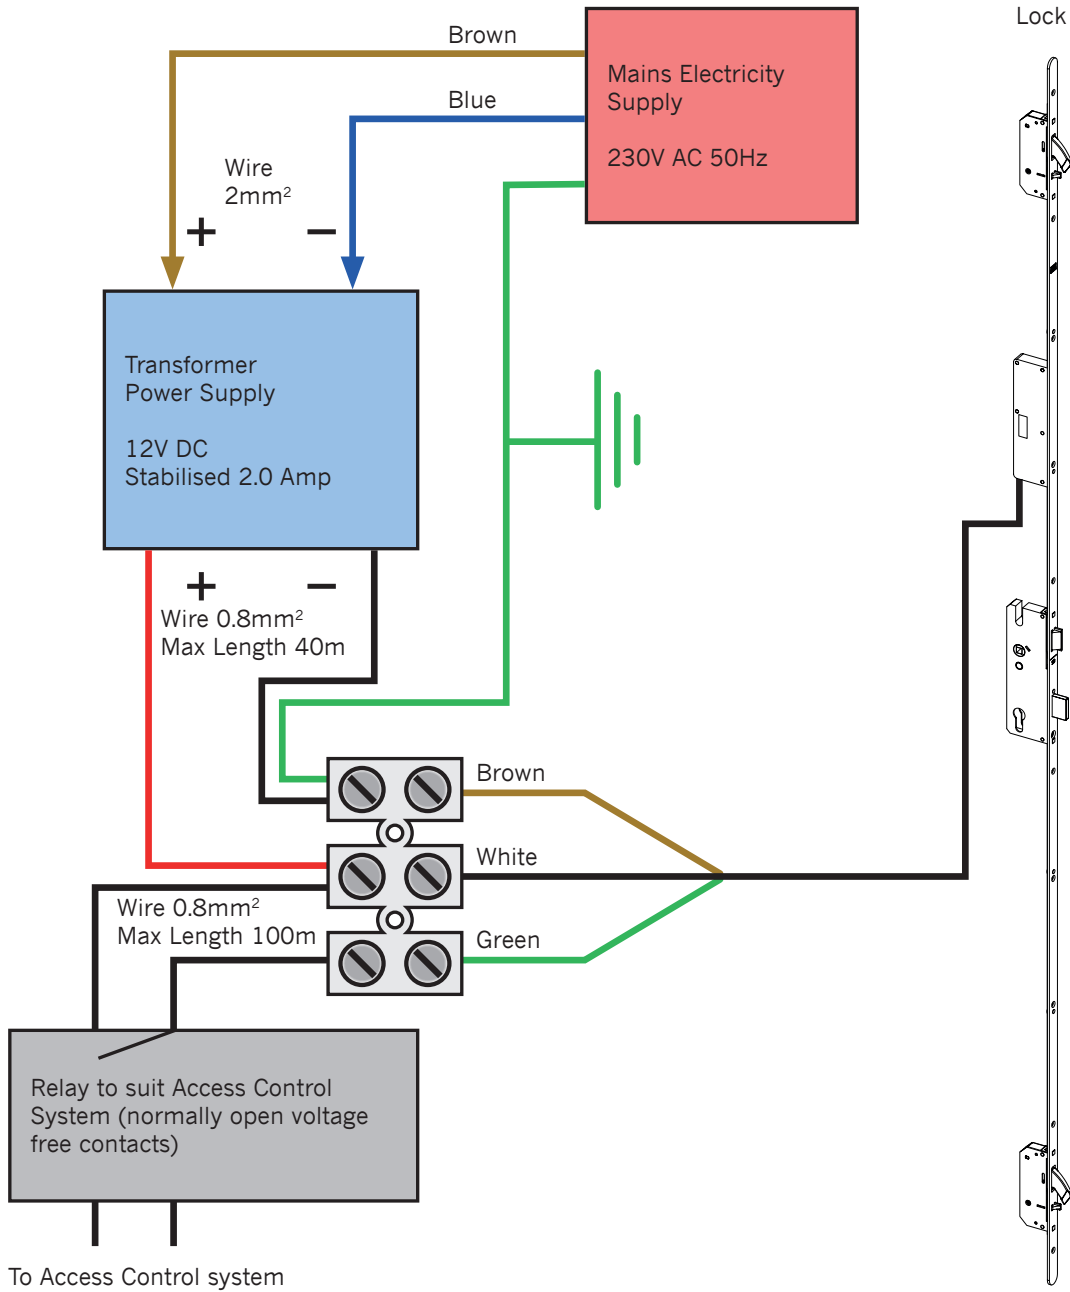 Lock
Brown
Mains Electricity
Supply
230V AC 50Hz
Blue
Wire
2mm²
+ −
Transformer
Power Supply
12V DC
Stabilised 2.0 Amp
+ −
Wire 0.8mm²
Max Length 40m
Brown
White
Wire 0.8mm²
Max Length 100m
Green
Relay to suit Access Control
System (normally open voltage
free contacts)
To Access Control system